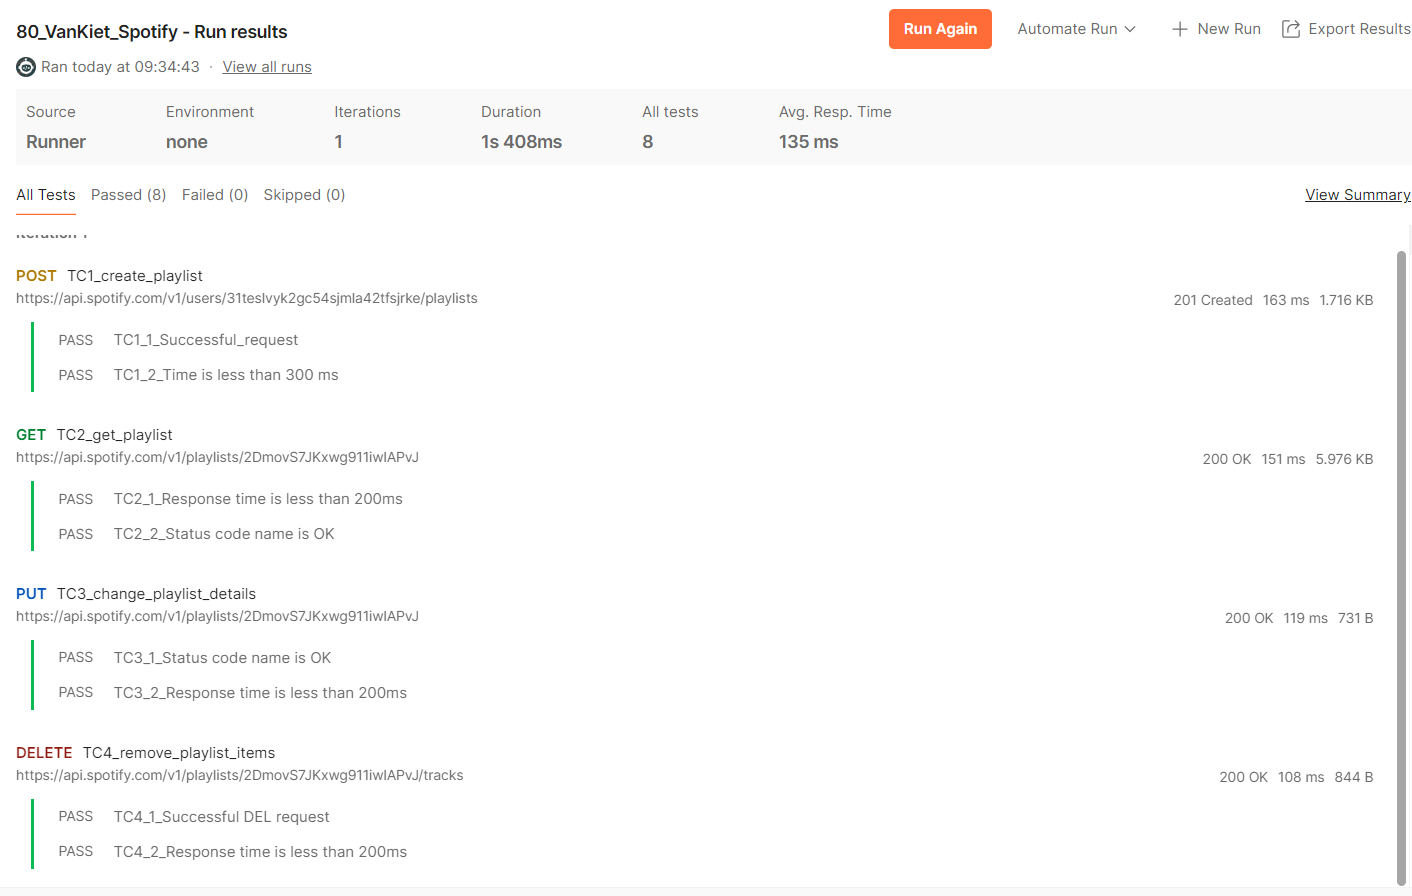 80_VanKiet_Spotify - Run results
Run Again
Automate Run
New Run
Export Results
Ran today at 09:34:43 · View all runs
Source
Environment
Iterations
Duration
All tests
Avg. Resp. Time
Runner
none
1
1s 408ms
8
135 ms
All Tests
Passed (8)
Failed (0)
Skipped (0)
View Summary
Iteration 1
POST TC1_create_playlist
https://api.spotify.com/v1/users/31teslvyk2gc54sjmla42tfsjrke/playlists
201 Created 163 ms 1.716 KB
PASS TC1_1_Successful_request
PASS TC1_2_Time is less than 300 ms
GET TC2_get_playlist
https://api.spotify.com/v1/playlists/2DmovS7JKxwg911iwIAPvJ
200 OK 151 ms 5.976 KB
PASS TC2_1_Response time is less than 200ms
PASS TC2_2_Status code name is OK
PUT TC3_change_playlist_details
https://api.spotify.com/v1/playlists/2DmovS7JKxwg911iwIAPvJ
200 OK 119 ms 731 B
PASS TC3_1_Status code name is OK
PASS TC3_2_Response time is less than 200ms
DELETE TC4_remove_playlist_items
https://api.spotify.com/v1/playlists/2DmovS7JKxwg911iwIAPvJ/tracks
200 OK 108 ms 844 B
PASS TC4_1_Successful DEL request
PASS TC4_2_Response time is less than 200ms